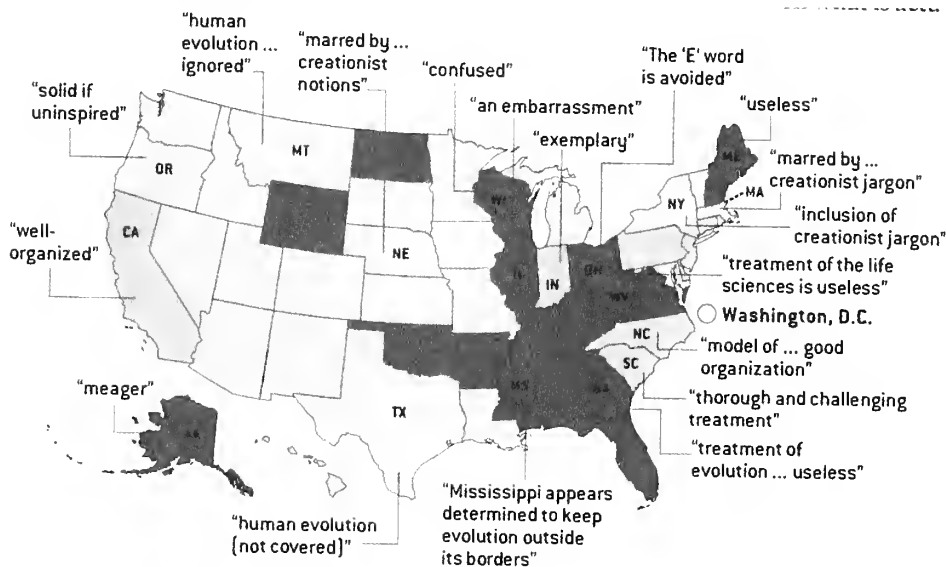 "human
evolution ...
ignored"
"marred by ...
creationist
notions"
"confused"
"The 'E' word
is avoided"
"solid if
uninspired"
"an embarrassment"
"useless"
"exemplary"
"marred by ...
creationist jargon"
MT
OR
ME
MA
WI
NY
"inclusion of
creationist jargon"
CA
"well-
organized"
NE
IL
IN
OH
WV
"treatment of the life
sciences is useless"
Washington, D.C.
NC
"model of ... good
organization"
SC
"meager"
MS
GA
"thorough and challenging
treatment"
TX
AK
"treatment of
evolution ... useless"
"Mississippi appears
determined to keep
evolution outside
its borders"
"human evolution
(not covered)"